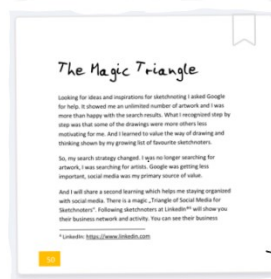 The Magic Triangle
Looking for ideas and inspirations for sketchnoting I asked Google
for help. It showed me an unlimited number of artwork and I was
more than happy with the search results. What I recognised step by
step was that some of the drawings were more others less
motivating for me. And I learned to value the way of drawing and
thinking shown by my growing list of favourite sketchnoters.
So, my search strategy changed. I was no longer searching for
artwork, I was searching for artists. Google was getting less
important, social media was my primary source of value.
And I will share a second learning which helps me staying organized
with social media. There is a magic „Triangle of Social Media for
Sketchnoters". Following sketchnoters at LinkedIn⁴ will show you
their business network and activity. You can see their business
⁴ LinkedIn: https://www.linkedin.com
50